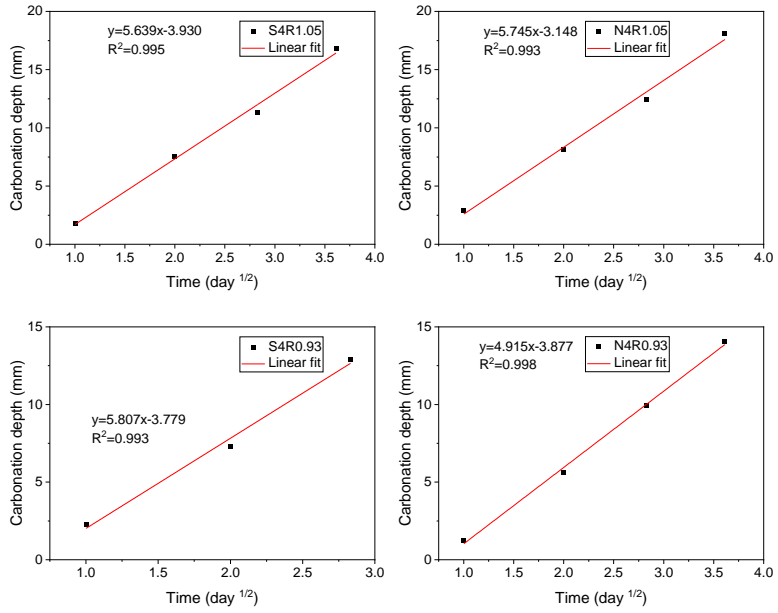 y=5.639x-3.930
R²=0.995
S4R1.05
Linear fit
20
15
10
5
0
Carbonation depth (mm)
1.0 1.5 2.0 2.5 3.0 3.5 4.0
Time (day ¹/²)
y=5.745x-3.148
R²=0.993
N4R1.05
Linear fit
20
15
10
5
0
Carbonation depth (mm)
1.0 1.5 2.0 2.5 3.0 3.5 4.0
Time (day ¹/²)
S4R0.93
Linear fit
y=5.807x-3.779
R²=0.993
15
10
5
0
Carbonation depth (mm)
1.0 1.5 2.0 2.5 3.0
Time (day ¹/²)
y=4.915x-3.877
R²=0.998
N4R0.93
Linear fit
15
10
5
0
Carbonation depth (mm)
1.0 1.5 2.0 2.5 3.0 3.5 4.0
Time (day ¹/²)